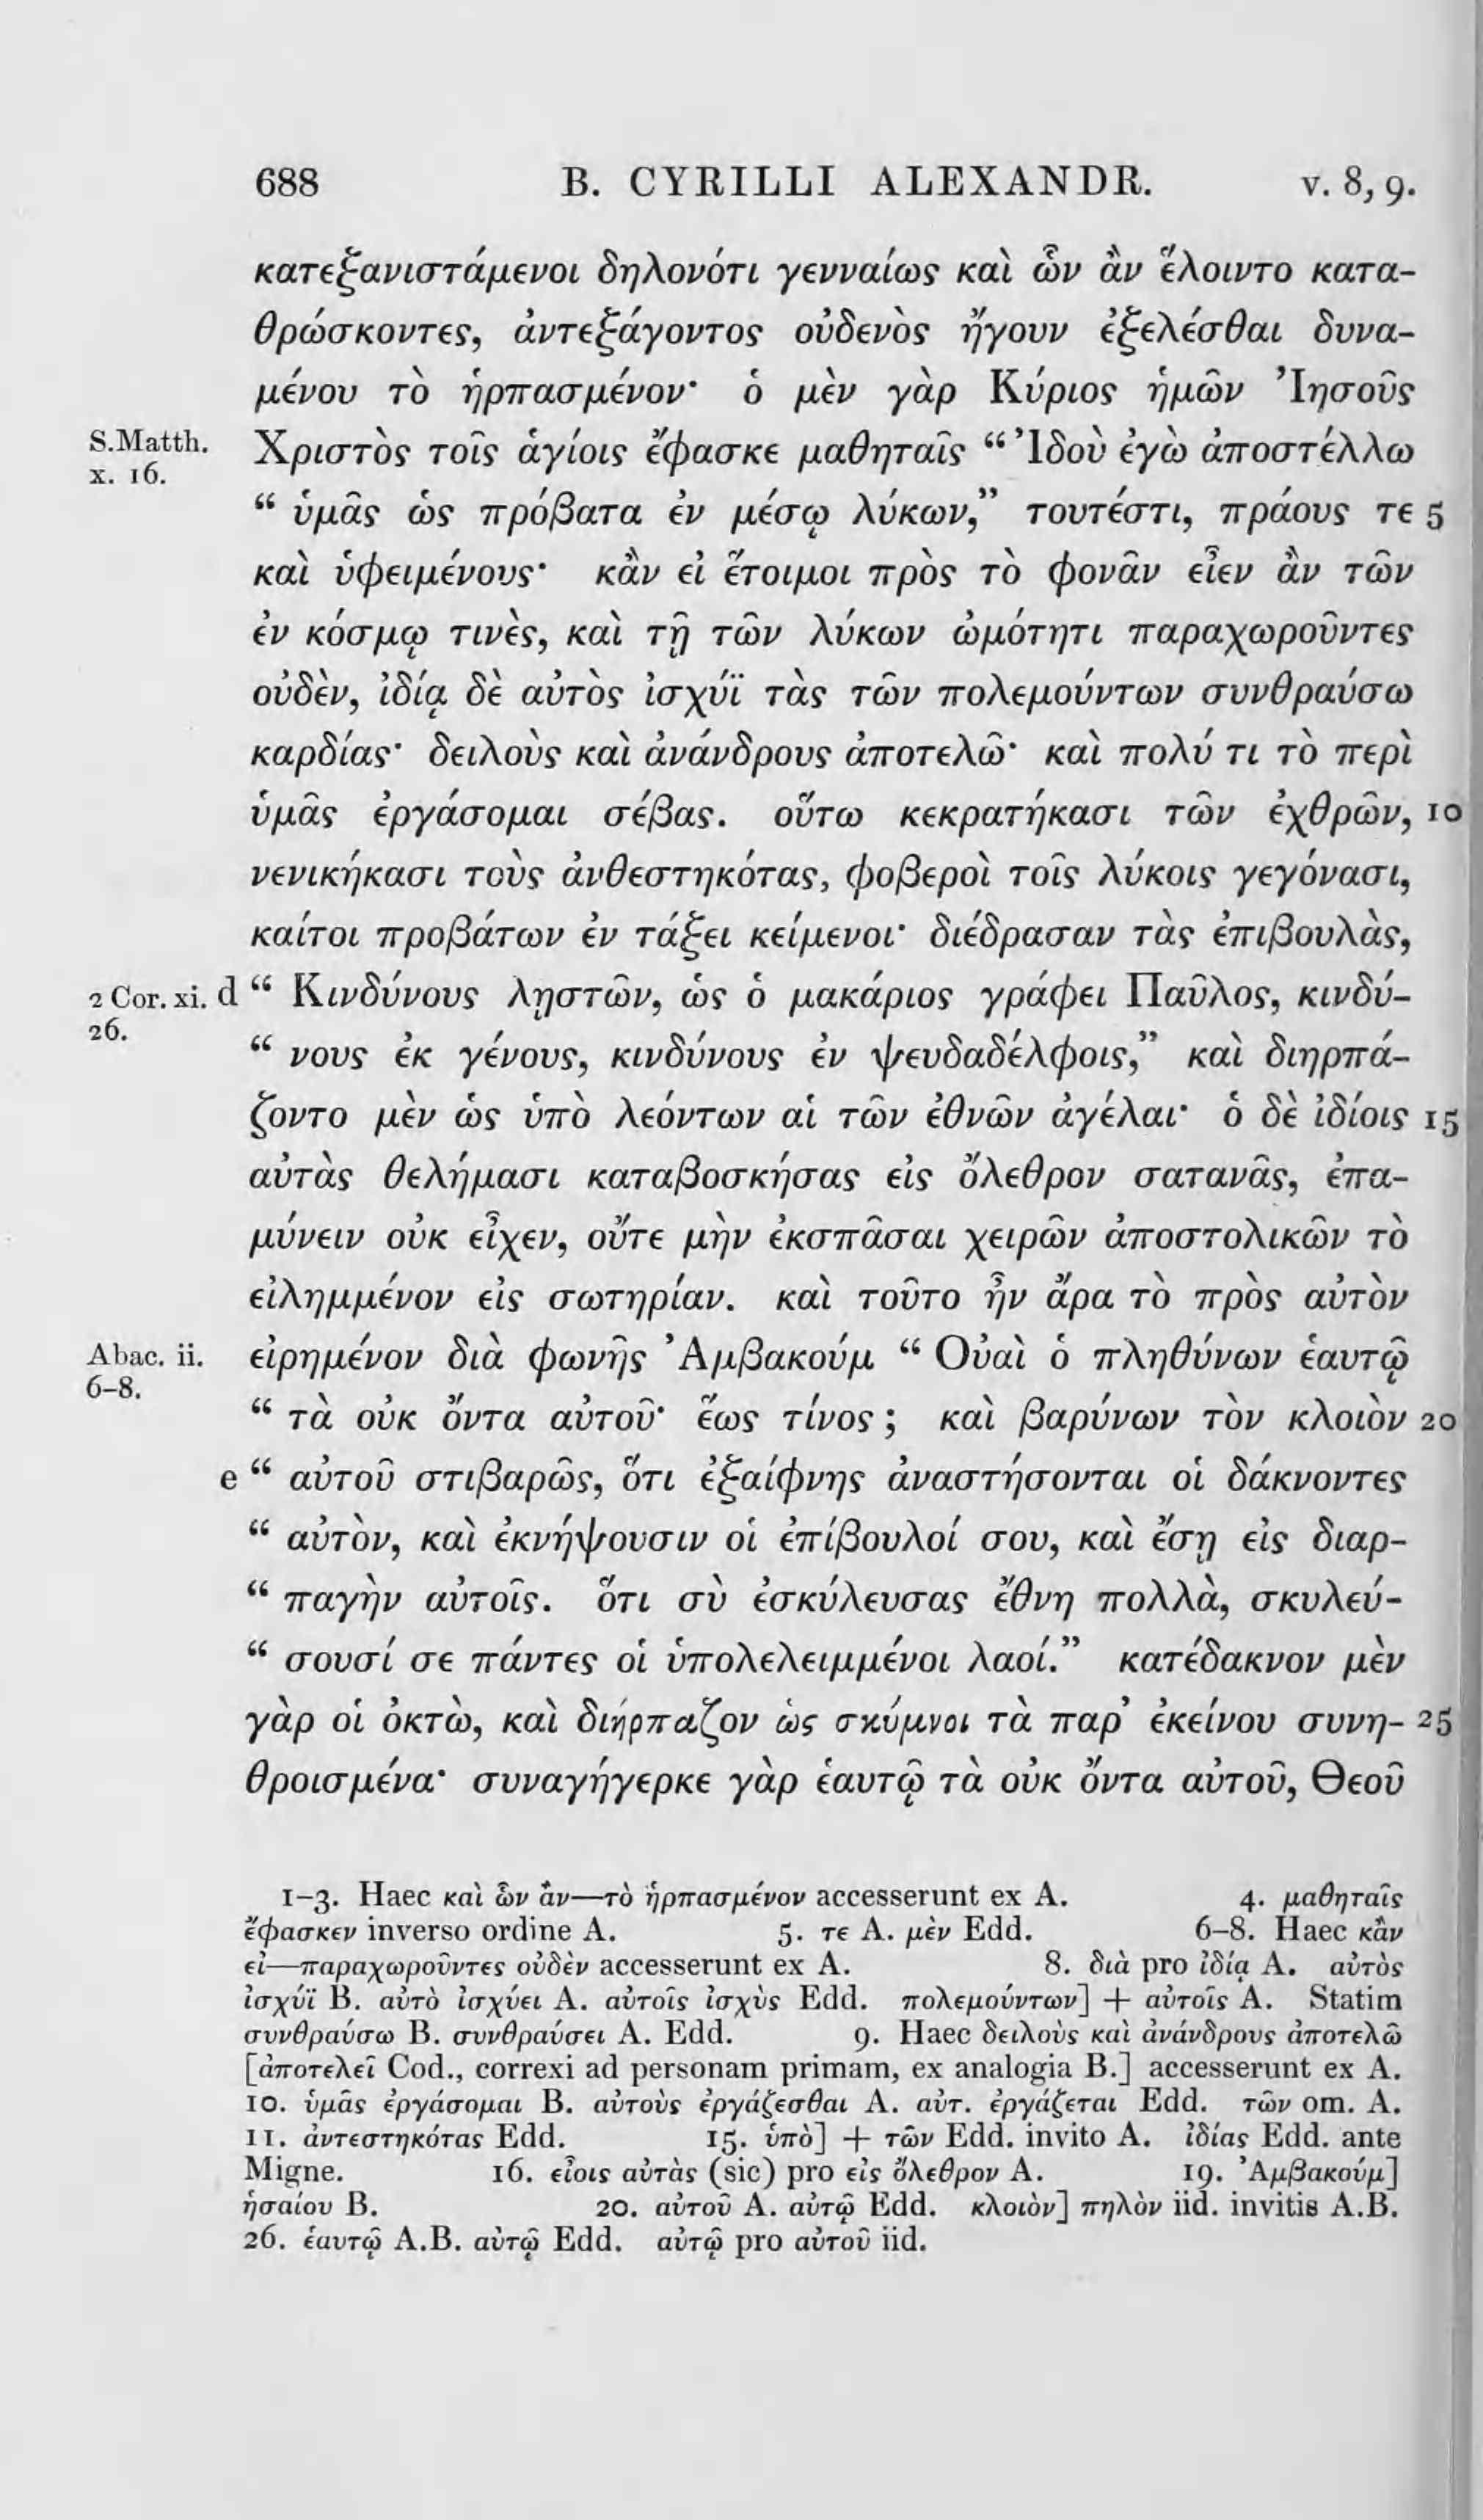 688 B. CYRILLI ALEXANDR. v. 8, 9.
κατεξανιστάμενοι δηλονότι γενναίως καὶ ὧν ἂν ἕλοιντο κατα-
θρώσκοντες, ἀντεξάγοντος οὐδενὸς ἤγουν ἐξελέσθαι δυνα-
μένου τὸ ἡρπασμένον· ὁ μὲν γὰρ Κύριος ἡμῶν Ἰησοῦς
S.Matth. x. 16. Χριστὸς τοῖς ἁγίοις ἔφασκε μαθηταῖς “Ἰδοὺ ἐγὼ ἀποστέλλω
“ ὑμᾶς ὡς πρόβατα ἐν μέσῳ λύκων,” τουτέστι, πράους τε 5
καὶ ὑφειμένους· κἂν εἰ ἕτοιμοι πρὸς τὸ φονᾶν εἶεν ἂν τῶν
ἐν κόσμῳ τινὲς, καὶ τῇ τῶν λύκων ὠμότητι παραχωροῦντες
οὐδὲν, ἰδίᾳ δὲ αὐτὸς ἰσχύϊ τὰς τῶν πολεμούντων συνθραύσω
καρδίας· δειλοὺς καὶ ἀνάνδρους ἀποτελῶ· καὶ πολύ τι τὸ περὶ
ὑμᾶς ἐργάσομαι σέβας. οὕτω κεκρατήκασι τῶν ἐχθρῶν, 10
νενικήκασι τοὺς ἀνθεστηκότας, φοβεροὶ τοῖς λύκοις γεγόνασι,
καίτοι προβάτων ἐν τάξει κείμενοι· διέδρασαν τὰς ἐπιβουλὰς,
2 Cor. xi. 26. d “ Κινδύνους λῃστῶν, ὡς ὁ μακάριος γράφει Παῦλος, κινδύ-
“ νους ἐκ γένους, κινδύνους ἐν ψευδαδέλφοις,” καὶ διηρπά-
ζοντο μὲν ὡς ὑπὸ λεόντων αἱ τῶν ἐθνῶν ἀγέλαι· ὁ δὲ ἰδίοις 15
αὐτὰς θελήμασι καταβοσκήσας εἰς ὄλεθρον σατανᾶς, ἐπα-
μύνειν οὐκ εἶχεν, οὔτε μὴν ἐκσπᾶσαι χειρῶν ἀποστολικῶν τὸ
εἰλημμένον εἰς σωτηρίαν. καὶ τοῦτο ἦν ἄρα τὸ πρὸς αὐτὸν
Abac. ii. 6-8. εἰρημένον διὰ φωνῆς Ἀμβακούμ “ Οὐαὶ ὁ πληθύνων ἑαυτῷ
“ τὰ οὐκ ὄντα αὐτοῦ· ἕως τίνος ; καὶ βαρύνων τὸν κλοιὸν 20
e “ αὐτοῦ στιβαρῶς, ὅτι ἐξαίφνης ἀναστήσονται οἱ δάκνοντες
“ αὐτὸν, καὶ ἐκνήψουσιν οἱ ἐπίβουλοί σου, καὶ ἔσῃ εἰς διαρ-
“ παγὴν αὐτοῖς. ὅτι σὺ ἐσκύλευσας ἔθνη πολλὰ, σκυλεύ-
“ σουσί σε πάντες οἱ ὑπολελειμμένοι λαοί.” κατέδακνον μὲν
γὰρ οἱ ὀκτὼ, καὶ διήρπαζον ὡς σκύμνοι τὰ παρ’ ἐκείνου συνη- 25
θροισμένα· συναγήγερκε γὰρ ἑαυτῷ τὰ οὐκ ὄντα αὐτοῦ, Θεοῦ
1-3. Haec καὶ ὧν ἂν—τὸ ἡρπασμένον accesserunt ex A. 4. μαθηταῖς
ἔφασκεν inverso ordine A. 5. τε A. μὲν Edd. 6-8. Haec κἂν
εἰ—παραχωροῦντες οὐδὲν accesserunt ex A. 8. διὰ pro ἰδίᾳ A. αὐτὸς
ἰσχύϊ B. αὐτὸ ἰσχύει A. αὐτοῖς ἰσχὺς Edd. πολεμούντων] + αὐτοῖς A. Statim
συνθραύσω B. συνθραύσει A. Edd. 9. Haec δειλοὺς καὶ ἀνάνδρους ἀποτελῶ
[ἀποτελεῖ Cod., correxi ad personam primam, ex analogia B.] accesserunt ex A.
10. ὑμᾶς ἐργάσομαι B. αὐτοὺς ἐργάζεσθαι A. αὐτ. ἐργάζεται Edd. τῶν om. A.
11. ἀντεστηκότας Edd. 15. ὑπὸ] + τῶν Edd. invito A. ἰδίας Edd. ante
Migne. 16. εἶοις αὐτὰς (sic) pro εἰς ὄλεθρον A. 19. Ἀμβακούμ]
ἡσαίου B. 20. αὐτοῦ A. αὐτῷ Edd. κλοιὸν] πηλὸν iid. invitis A.B.
26. ἑαυτῷ A.B. αὐτῷ Edd. αὐτῷ pro αὐτοῦ iid.